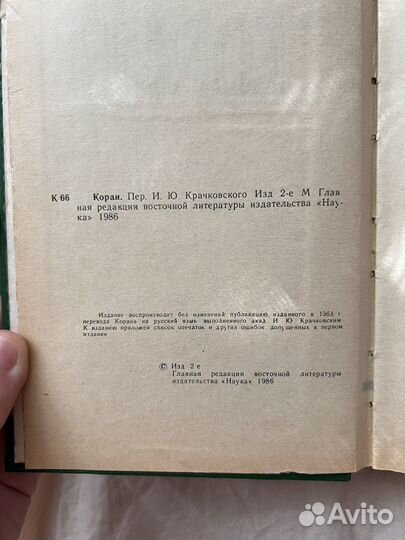 К 66 Коран. Пер. И. Ю Крачковского Изд 2-е М Глав
ная редакция восточной литературы издательства «Нау-
ка» 1986
Издание воспроизводит без изменений публикацию изданного в 1963 г
перевода Корана на русский язык выполненного акад И Ю Крачковским
К изданию приложен список опечаток и других ошибок допущенных в первом
издании
© Изд 2 е
Главная редакция восточной литературы
издательства «Наука» 1986
Avito